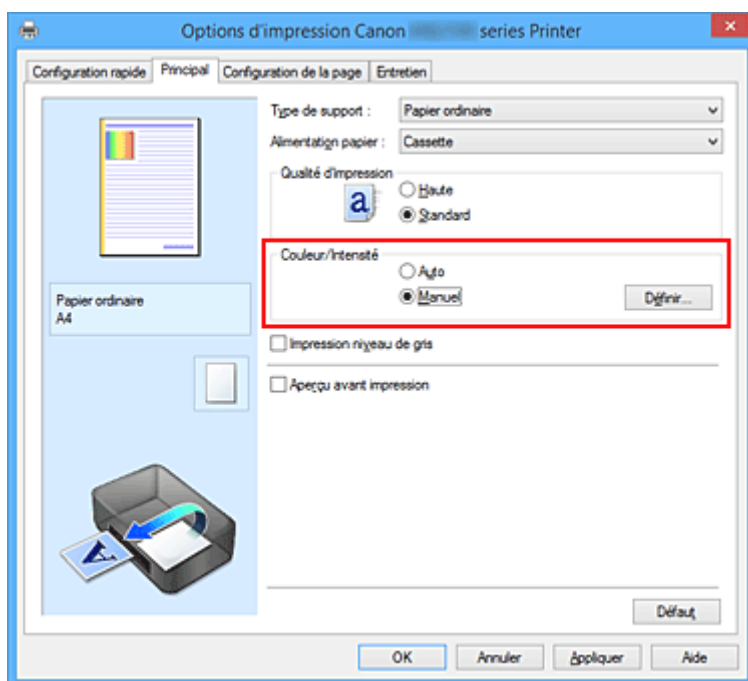 Options d'impression Canon series Printer
Configuration rapide Principal Configuration de la page Entretien
Type de support : Papier ordinaire
Alimentation papier : Cassette
Qualité d'impression
a
Haute
Standard
Couleur/Intensité
Auto
Manuel Définir...
Papier ordinaire
A4
Impression niveau de gris
Aperçu avant impression
A
Défaut
OK Annuler Appliquer Aide